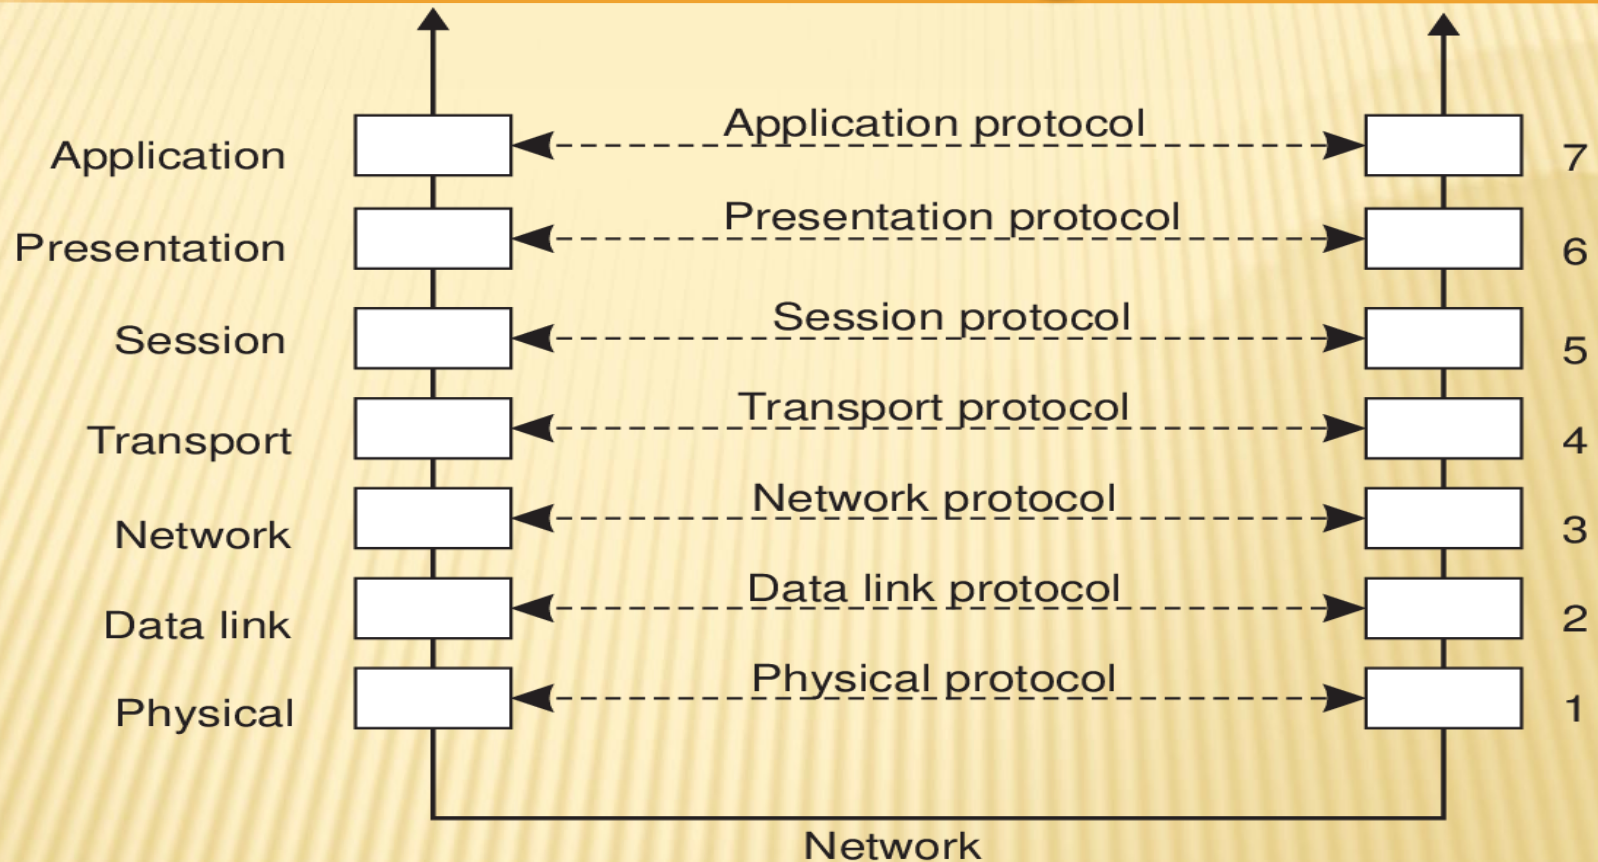 Application Application protocol 7
Presentation Presentation protocol 6
Session Session protocol 5
Transport Transport protocol 4
Network Network protocol 3
Data link Data link protocol 2
Physical Physical protocol 1
Network